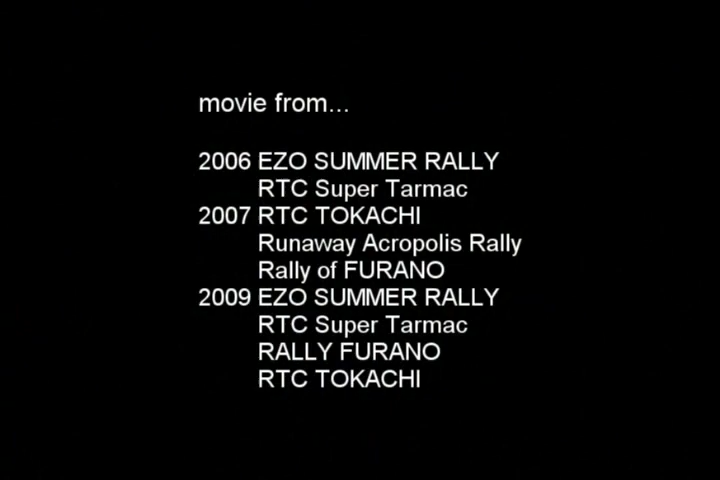 movie from...
2006 EZO SUMMER RALLY
RTC Super Tarmac
2007 RTC TOKACHI
Runaway Acropolis Rally
Rally of FURANO
2009 EZO SUMMER RALLY
RTC Super Tarmac
RALLY FURANO
RTC TOKACHI